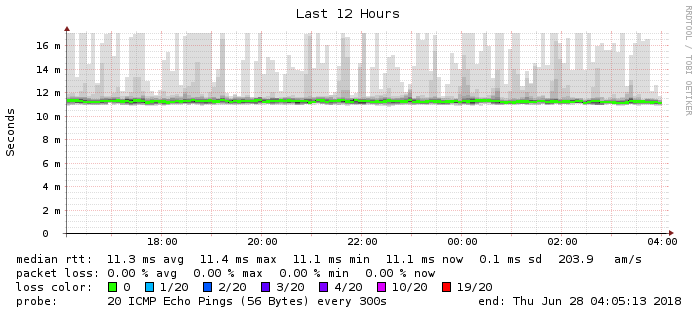 Last 12 Hours
RRDTOOL / TOBI OETIKER
Seconds
16 m
14 m
12 m
10 m
8 m
6 m
4 m
2 m
0
18:00 20:00 22:00 00:00 02:00 04:00
median rtt: 11.3 ms avg 11.4 ms max 11.1 ms min 11.1 ms now 0.1 ms sd 203.9 am/s
packet loss: 0.00 % avg 0.00 % max 0.00 % min 0.00 % now
loss color: 0 1/20 2/20 3/20 4/20 10/20 19/20
probe: 20 ICMP Echo Pings (56 Bytes) every 300s end: Thu Jun 28 04:05:13 2018